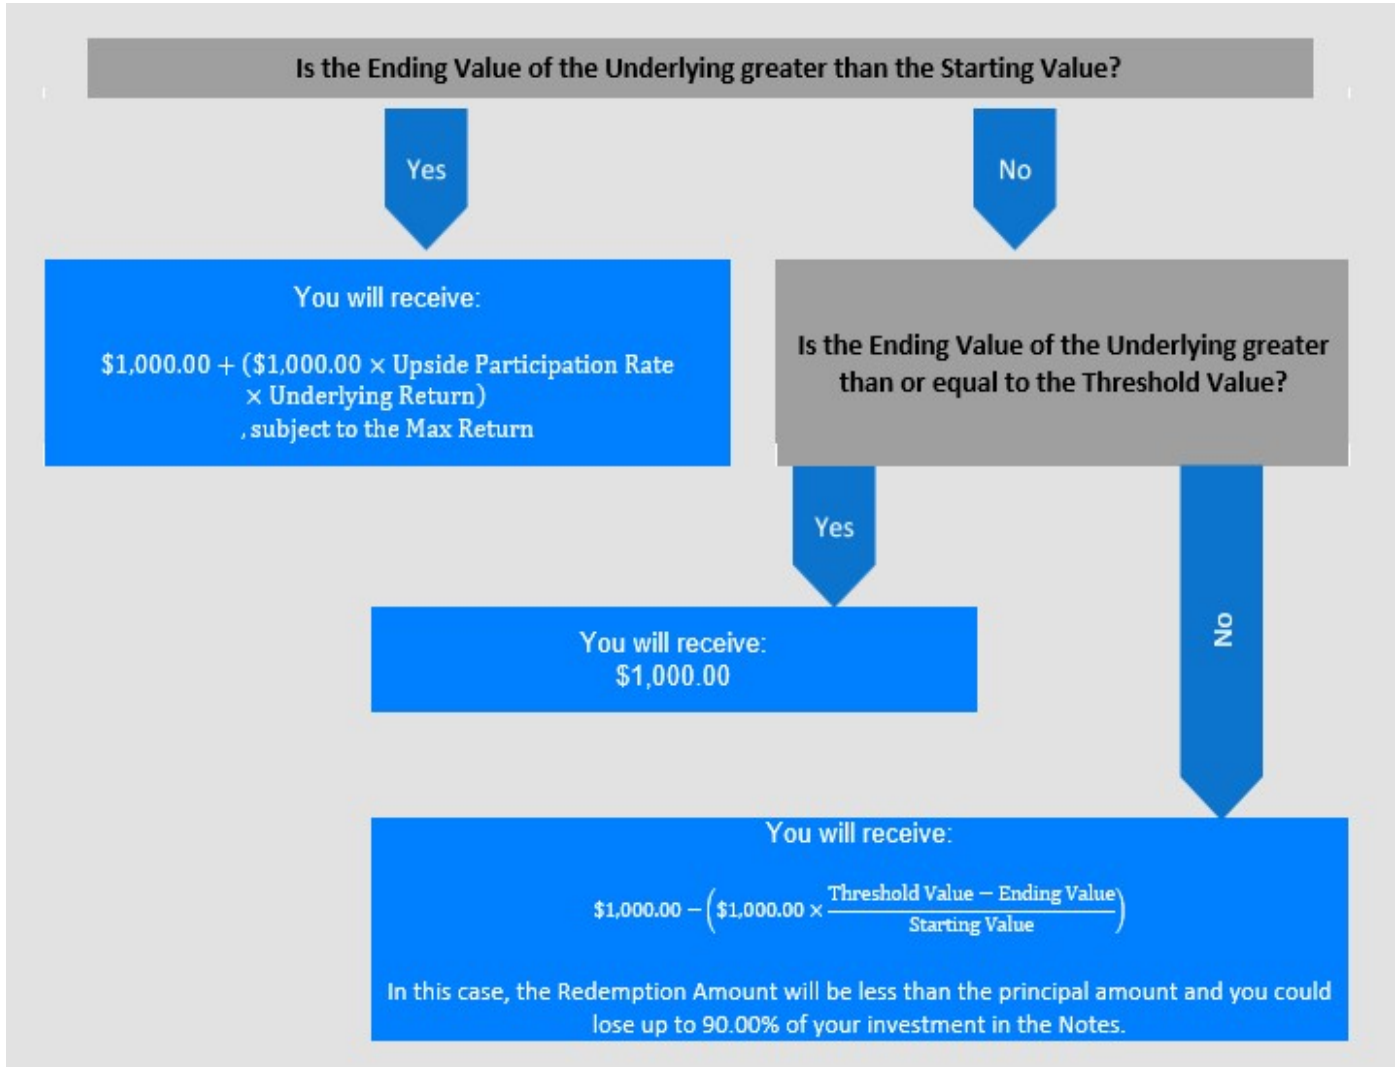 Is the Ending Value of the Underlying greater than the Starting Value?
Yes
No
You will receive:
$1,000.00 + ($1,000.00 × Upside Participation Rate
× Underlying Return)
, subject to the Max Return
Is the Ending Value of the Underlying greater
than or equal to the Threshold Value?
Yes
No
You will receive:
$1,000.00
You will receive:
$1,000.00 − ($1,000.00 × Threshold Value − Ending Value
Starting Value)
In this case, the Redemption Amount will be less than the principal amount and you could
lose up to 90.00% of your investment in the Notes.